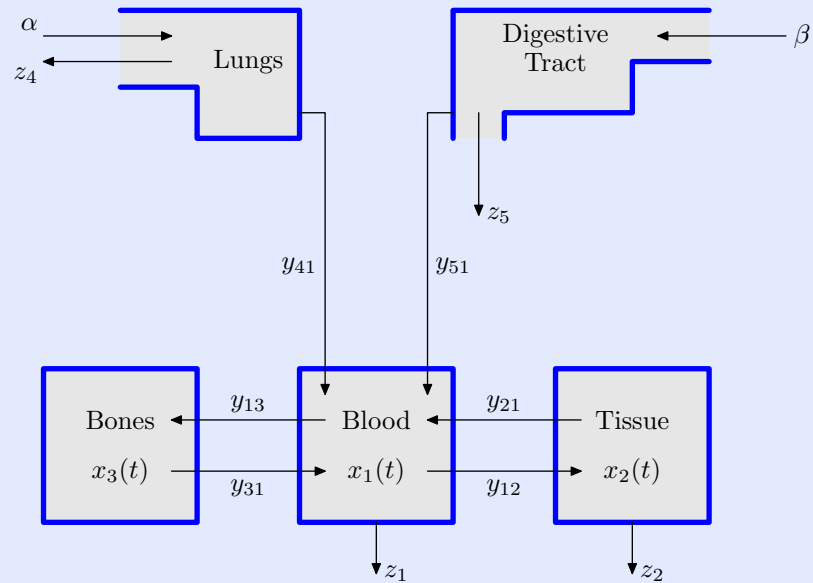 α
z₄
Lungs
Digestive
Tract
β
z₅
y₄₁
y₅₁
Bones
y₁₃
Blood
y₂₁
Tissue
x₃(t)
y₃₁
x₁(t)
y₁₂
x₂(t)
z₁
z₂